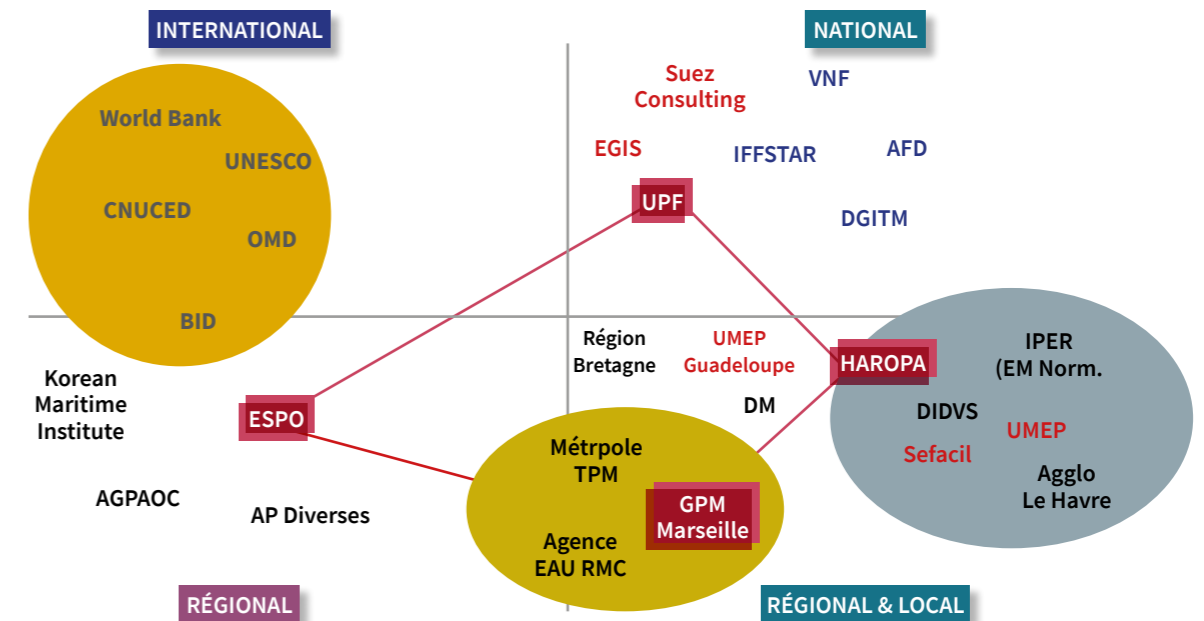 INTERNATIONAL
World Bank
UNESCO
CNUCED
OMD
BID
NATIONAL
Suez
Consulting
VNF
EGIS
IFFSTAR
AFD
UPF
DGITM
Korean
Maritime
Institute
ESPO
AGPAOC
AP Diverses
RÉGIONAL
Région
Bretagne
UMEP
Guadeloupe
DM
HAROPA
IPER
(EM Norm.
DIDVS
UMEP
Sefacil
Agglo
Le Havre
Métrpole
TPM
GPM
Marseille
Agence
EAU RMC
RÉGIONAL & LOCAL